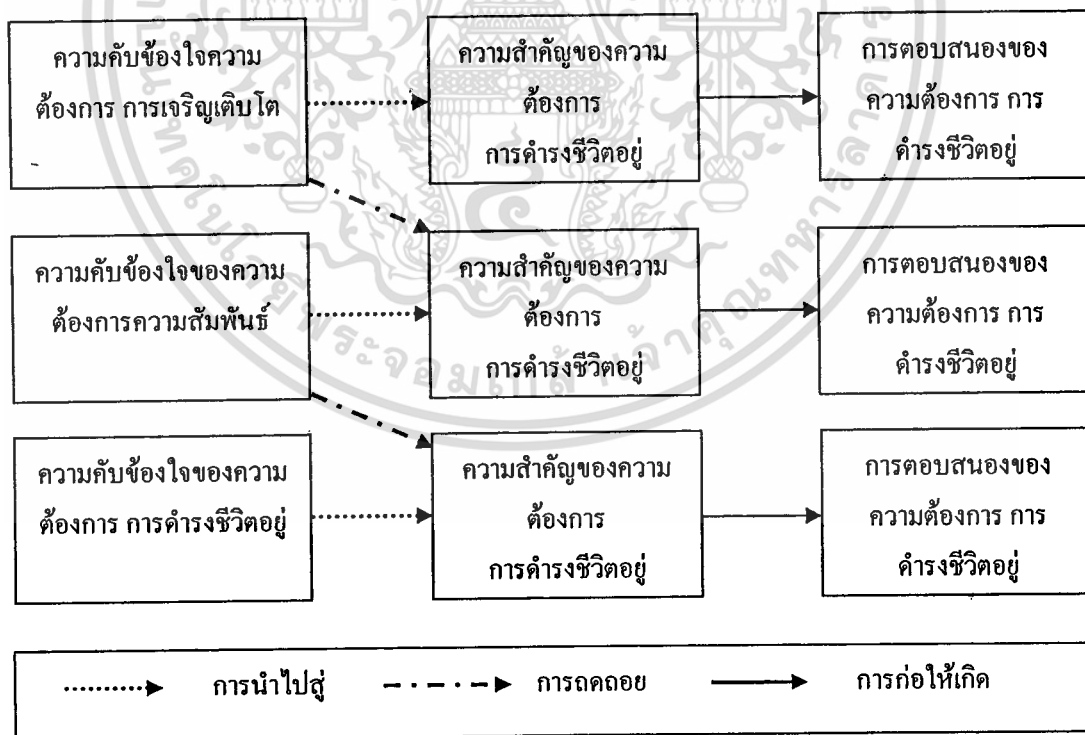 ความคับข้องใจความ
ต้องการ การเจริญเติบโต
ความสำคัญของความ
ต้องการ
การดำรงชีวิตอยู่
การตอบสนองของ
ความต้องการ การ
ดำรงชีวิตอยู่
ความคับข้องใจของความ
ต้องการความสัมพันธ์
ความสำคัญของความ
ต้องการ
การดำรงชีวิตอยู่
การตอบสนองของ
ความต้องการ การ
ดำรงชีวิตอยู่
ความคับข้องใจของความ
ต้องการ การดำรงชีวิตอยู่
ความสำคัญของความ
ต้องการ
การดำรงชีวิตอยู่
การตอบสนองของ
ความต้องการ การ
ดำรงชีวิตอยู่
การนำไปสู่ การถดถอย การก่อให้เกิด